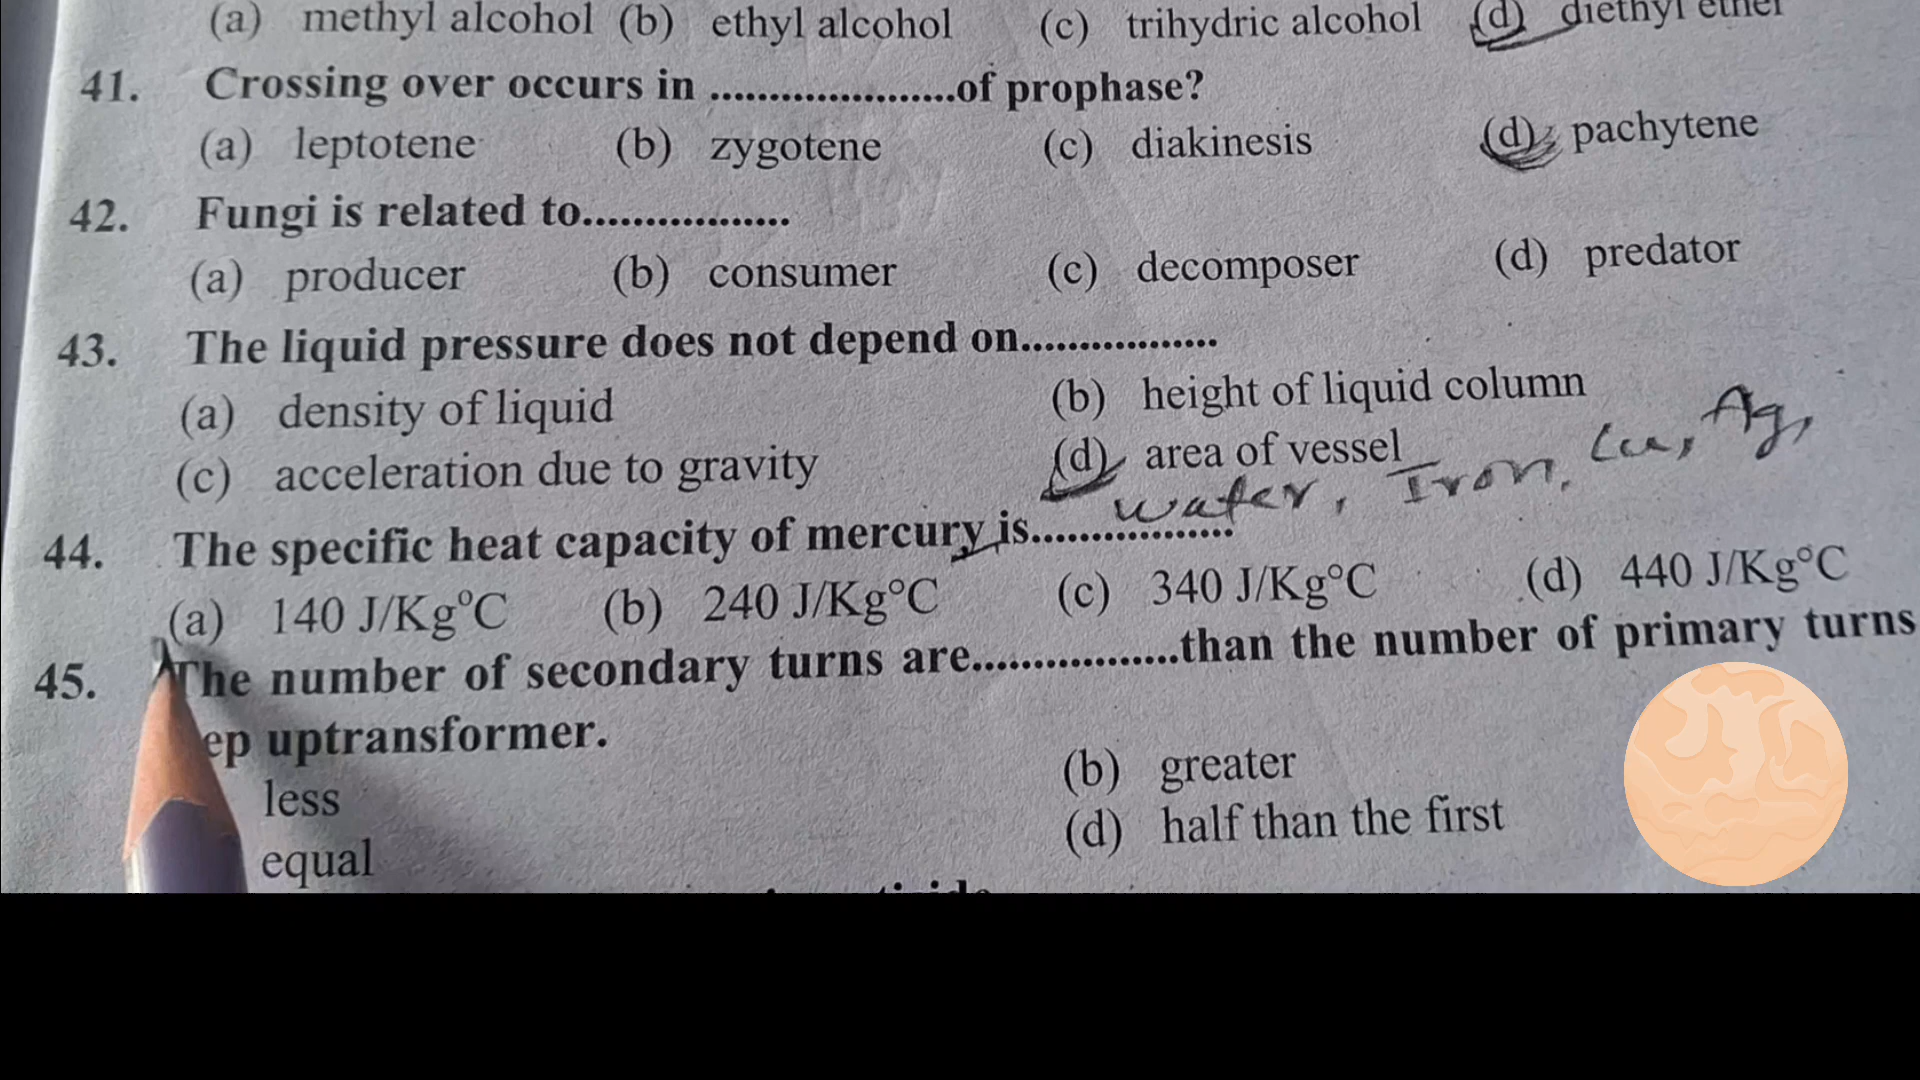 (a) methyl alcohol (b) ethyl alcohol (c) trihydric alcohol (d) diethyl ether
41. Crossing over occurs in .....................of prophase?
(a) leptotene (b) zygotene (c) diakinesis (d) pachytene
42. Fungi is related to..................
(a) producer (b) consumer (c) decomposer (d) predator
43. The liquid pressure does not depend on.................
(a) density of liquid (b) height of liquid column
(c) acceleration due to gravity (d) area of vessel
water, Iron, Cu, Ag,
44. The specific heat capacity of mercury is..................
(a) 140 J/Kg°C (b) 240 J/Kg°C (c) 340 J/Kg°C (d) 440 J/Kg°C
45. The number of secondary turns are..................than the number of primary turns
ep uptransformer.
less (b) greater
equal (d) half than the first